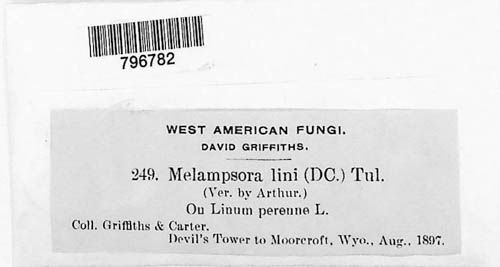 796782
WEST AMERICAN FUNGI.
DAVID GRIFFITHS.
249. Melampsora lini (DC.) Tul.
(Ver. by Arthur.)
On Linum perenne L.
Coll. Griffiths & Carter.
Devil's Tower to Moorcroft, Wyo., Aug., 1897.